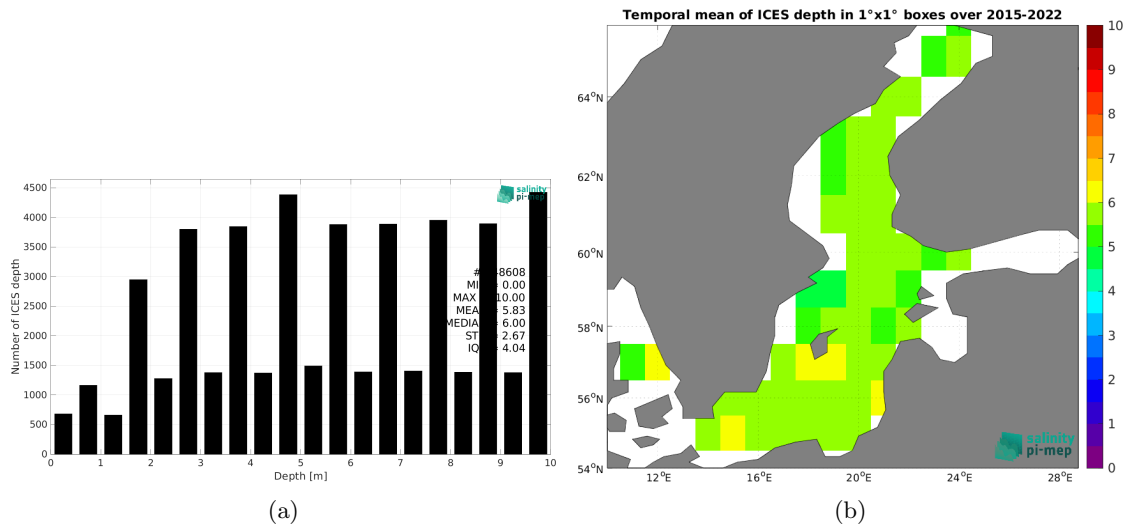 Temporal mean of ICES depth in 1°x1° boxes over 2015-2022
Number of ICES depth
4500
4000
3500
3000
2500
2000
1500
1000
500
0
salinity
pi-mep
8608
= 0.00
MAX 10.00
= 5.83
MEDIA = 6.00
= 2.67
= 4.04
0 1 2 3 4 5 6 7 8 9 10
Depth [m]
(a)
64°N
62°N
60°N
58°N
56°N
54°N
12°E 16°E 20°E 24°E 28°E
salinity
pi-mep
10
9
8
7
6
5
4
3
2
1
0
(b)